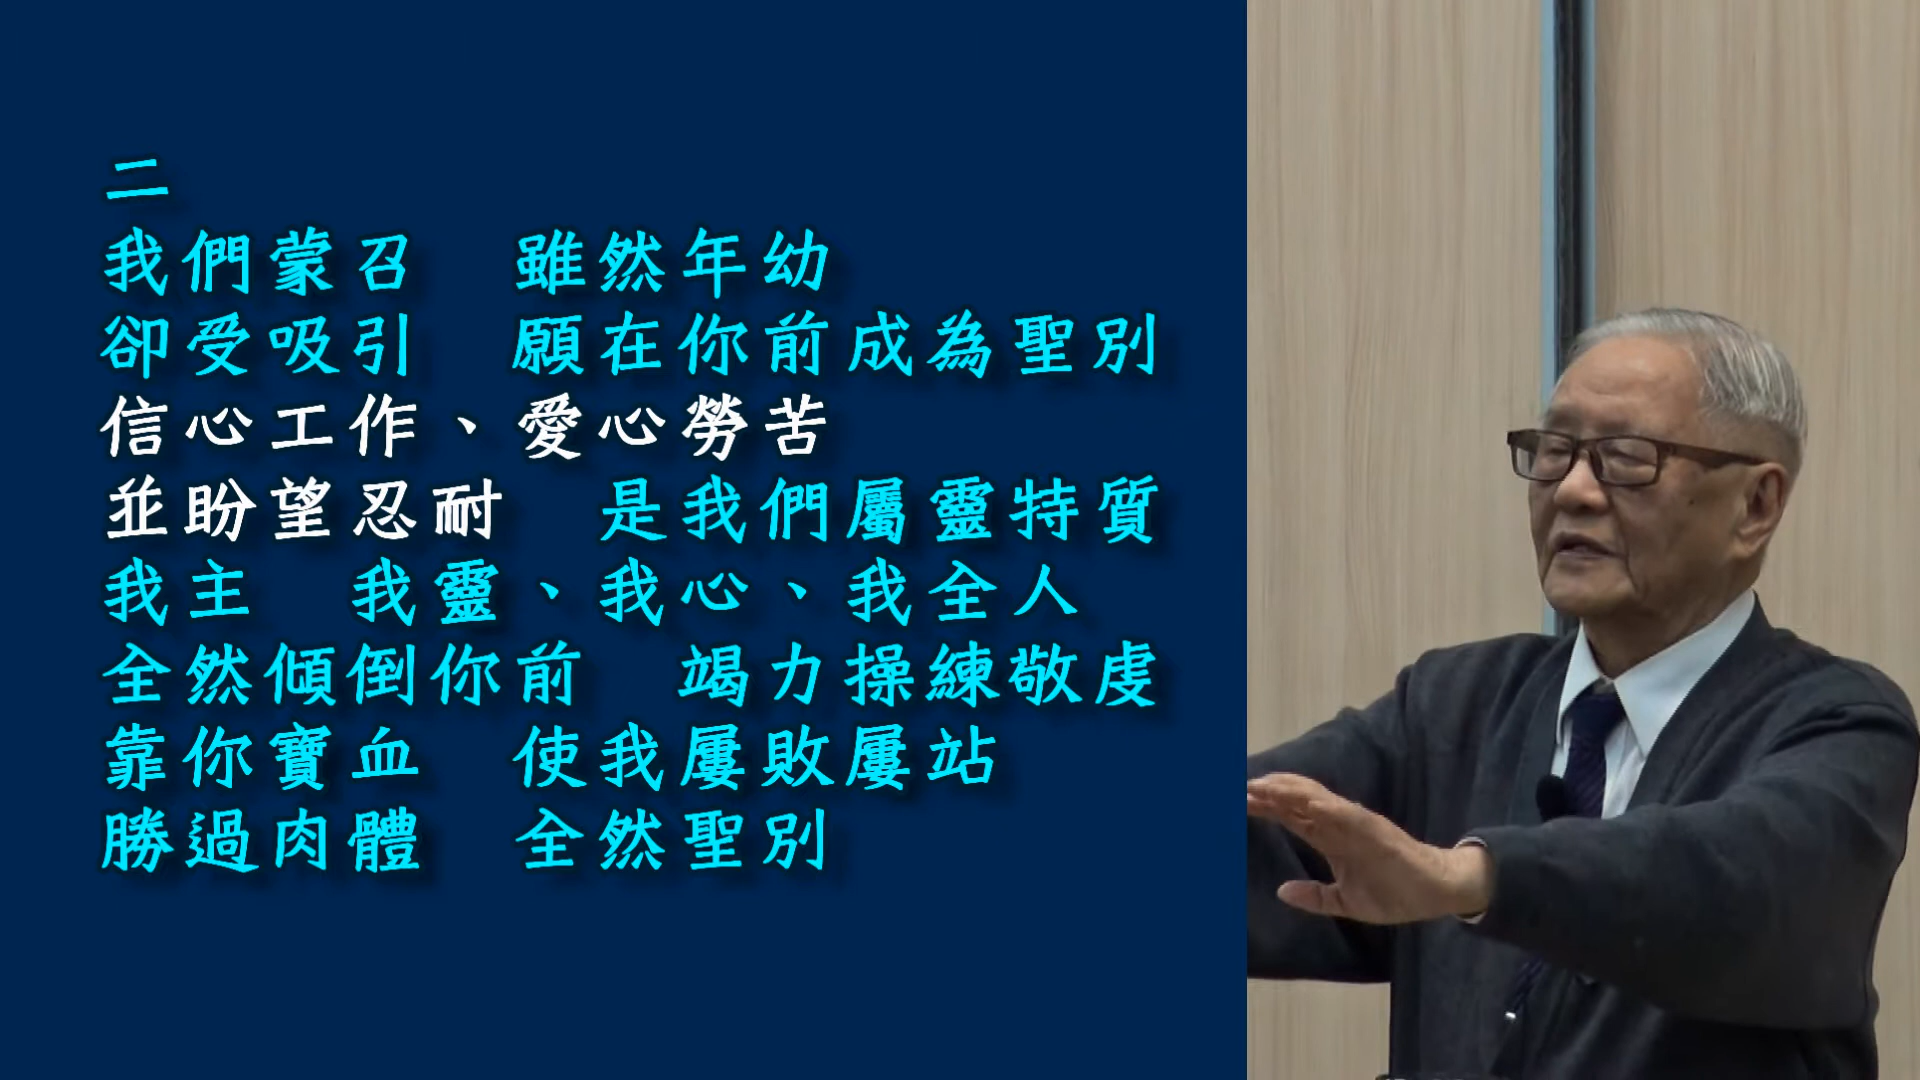 二
我們蒙召　雖然年幼
卻受吸引　願在你前成為聖別
信心工作、愛心勞苦
並盼望忍耐　是我們屬靈特質
我主　我靈、我心、我全人
全然傾倒你前　竭力操練敬虔
靠你寶血　使我屢敗屢站
勝過肉體　全然聖別